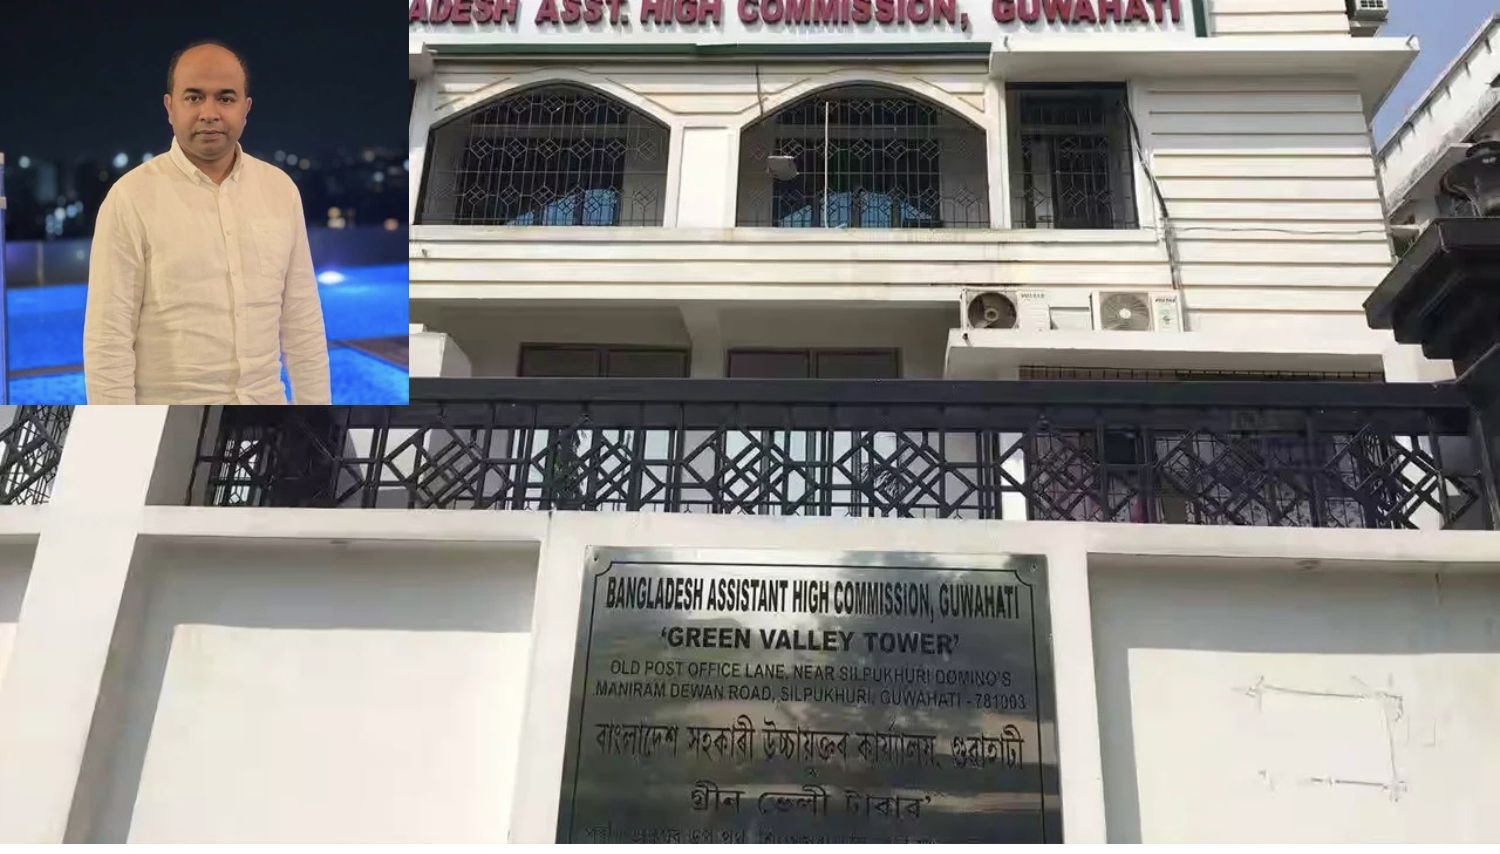 ADESH ASST. HIGH COMMISSION, GUWAHATI
BANGLADESH ASSISTANT HIGH COMMISSION, GUWAHATI
'GREEN VALLEY TOWER'
OLD POST OFFICE LANE, NEAR SILPUKHURI DOMINO'S
MANIRAM DEWAN ROAD, SILPUKHURI, GUWAHATI - 781003
বাংলাদেশ সহকাৰী উচ্চায়ুক্তৰ কাৰ্য্যালয়, গুৱাহাটী
গ্ৰীন ভেলী টাৱাৰ'